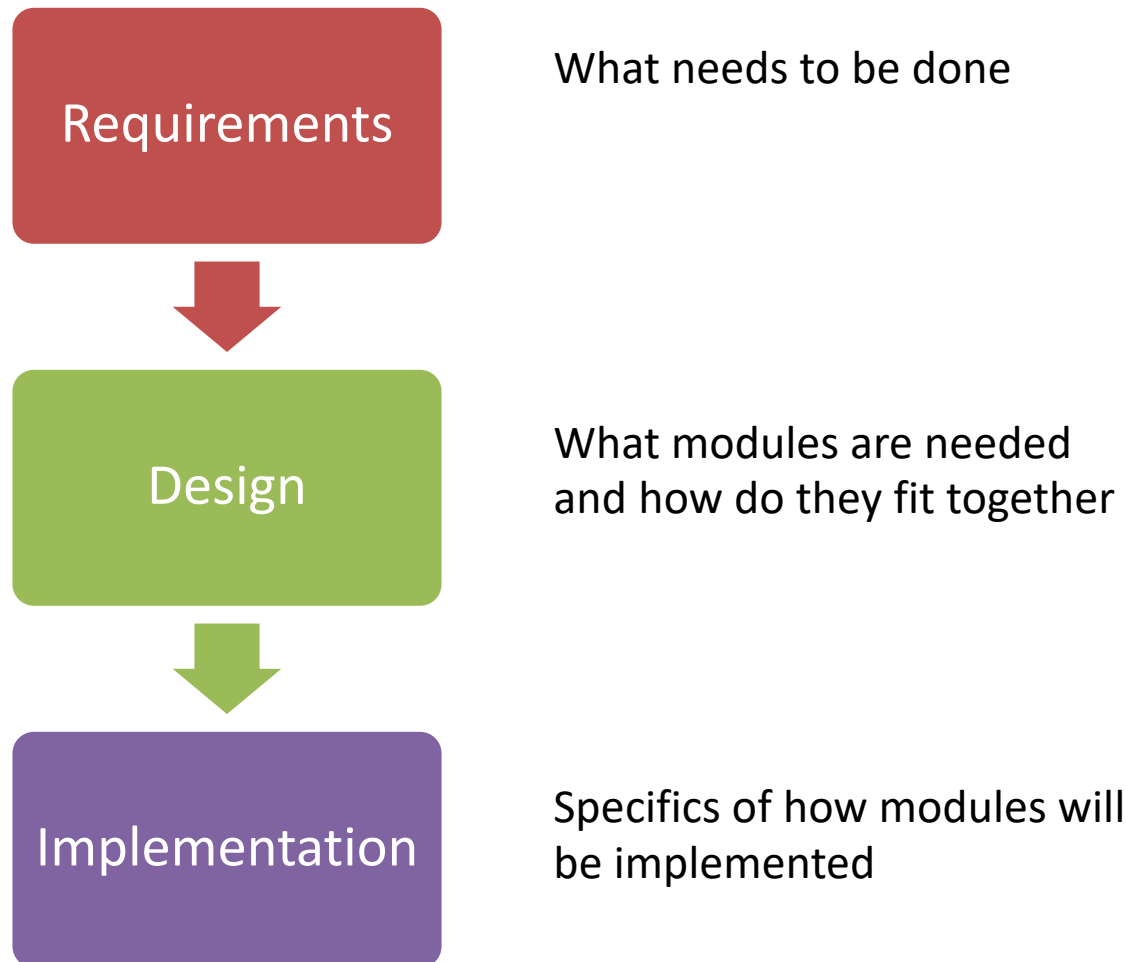 Requirements
What needs to be done
Design
What modules are needed
and how do they fit together
Implementation
Specifics of how modules will
be implemented